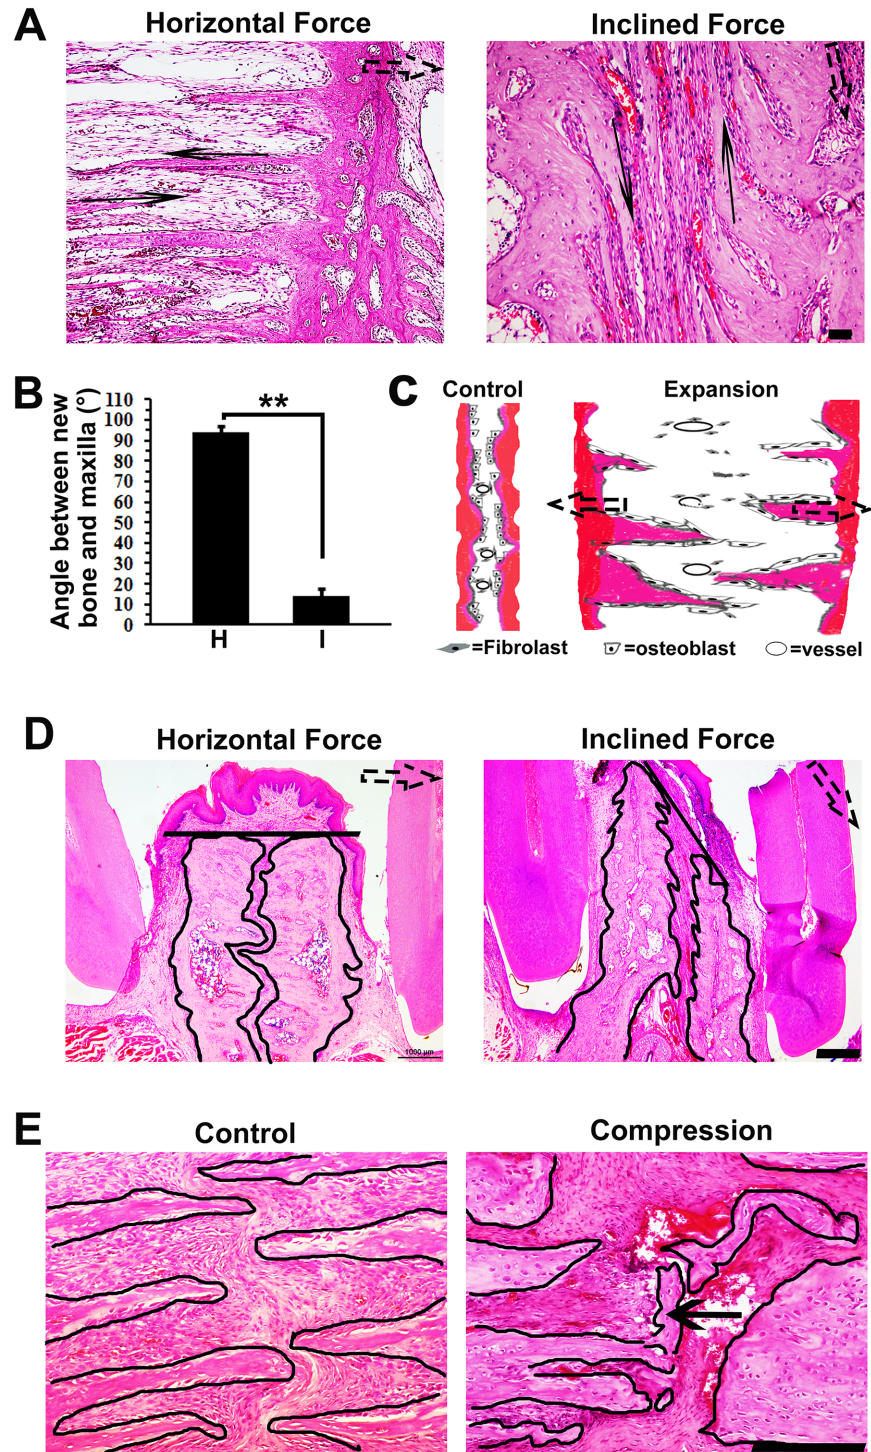 A
Horizontal Force
Inclined Force
B
Angle between new
bone and maxilla (°)
110
100
90
80
70
60
50
40
30
20
10
0
**
H
I
C
Control
Expansion
=Fibrolast
=osteoblast
=vessel
D
Horizontal Force
Inclined Force
1000 µm
E
Control
Compression